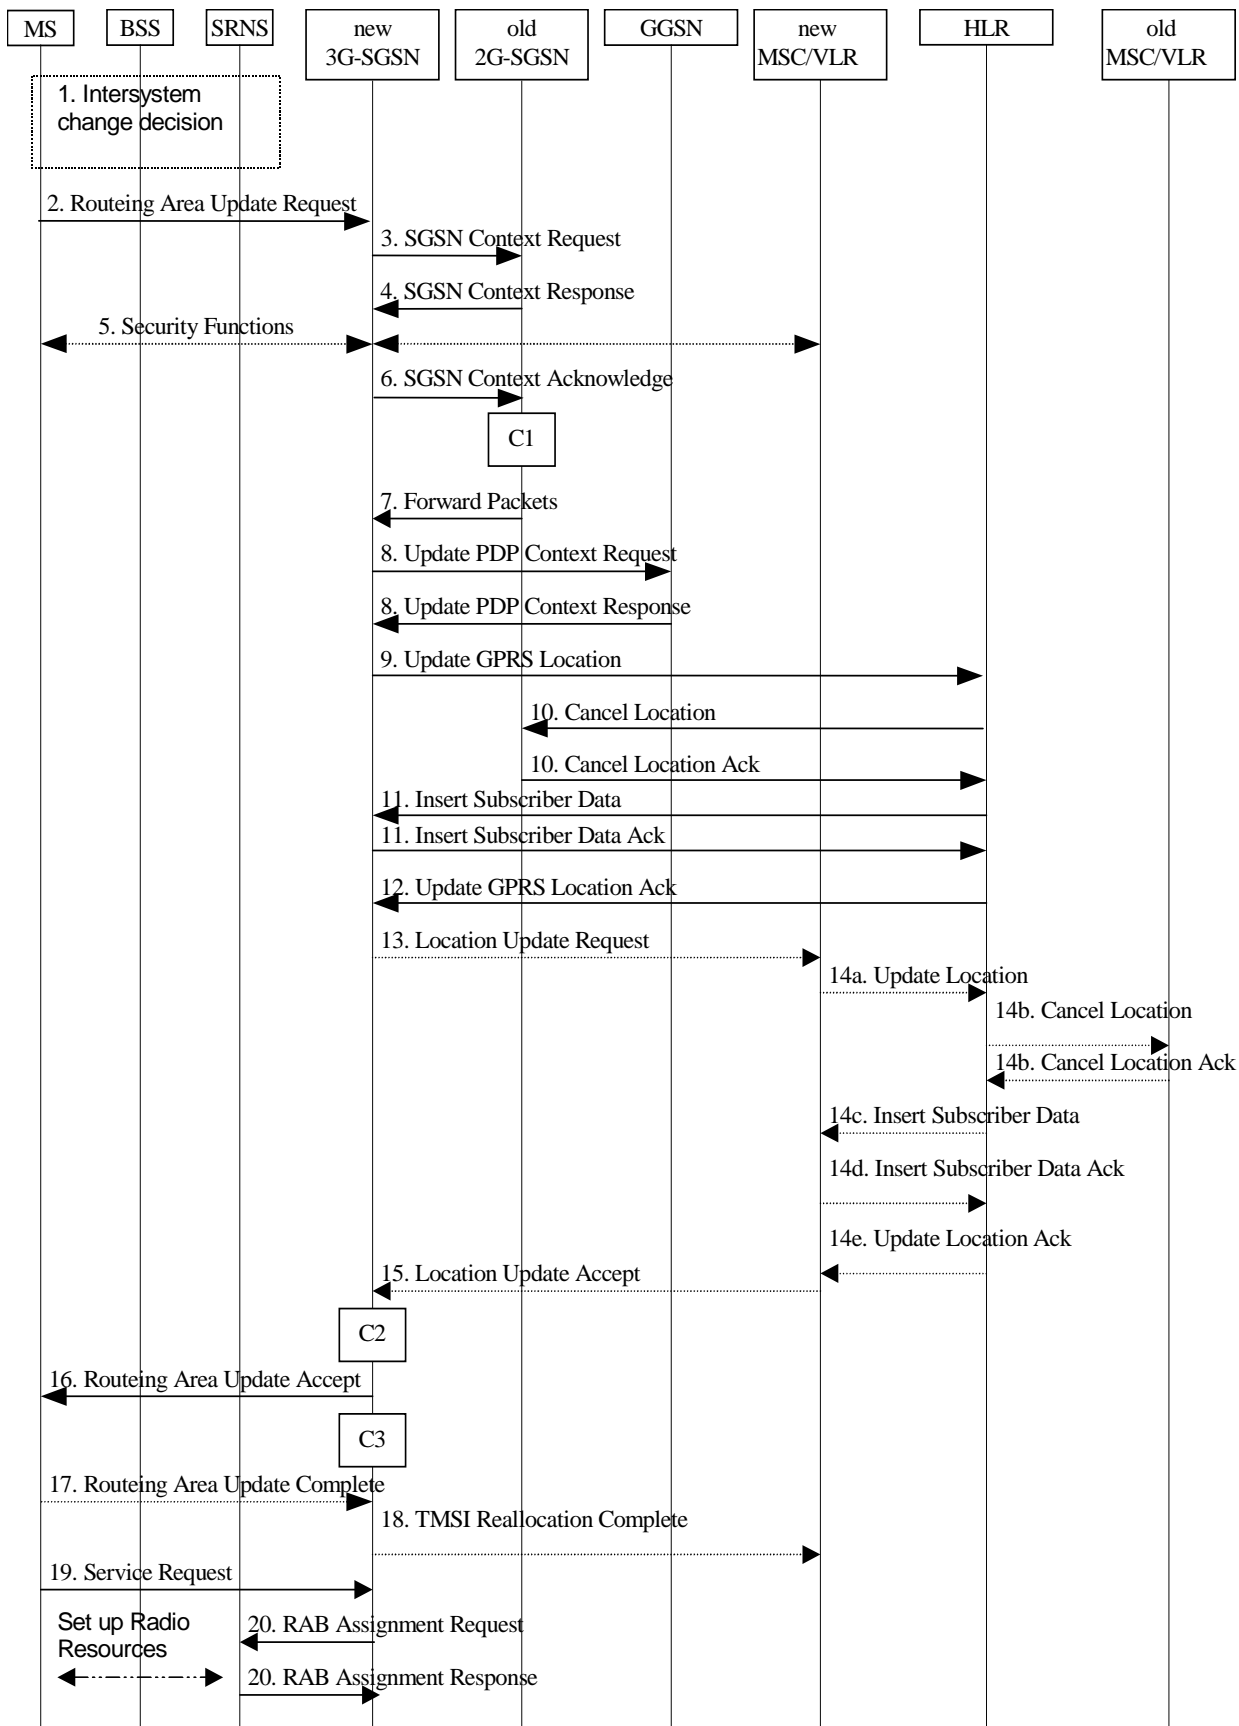 MS
BSS
SRNS
new
3G-SGSN
old
2G-SGSN
GGSN
new
MSC/VLR
HLR
old
MSC/VLR
1. Intersystem
change decision
2. Routeing Area Update Request
3. SGSN Context Request
4. SGSN Context Response
5. Security Functions
6. SGSN Context Acknowledge
C1
7. Forward Packets
8. Update PDP Context Request
8. Update PDP Context Response
9. Update GPRS Location
10. Cancel Location
10. Cancel Location Ack
11. Insert Subscriber Data
11. Insert Subscriber Data Ack
12. Update GPRS Location Ack
13. Location Update Request
14a. Update Location
14b. Cancel Location
14b. Cancel Location Ack
14c. Insert Subscriber Data
14d. Insert Subscriber Data Ack
14e. Update Location Ack
15. Location Update Accept
C2
16. Routeing Area Update Accept
C3
17. Routeing Area Update Complete
18. TMSI Reallocation Complete
19. Service Request
Set up Radio
Resources
20. RAB Assignment Request
20. RAB Assignment Response